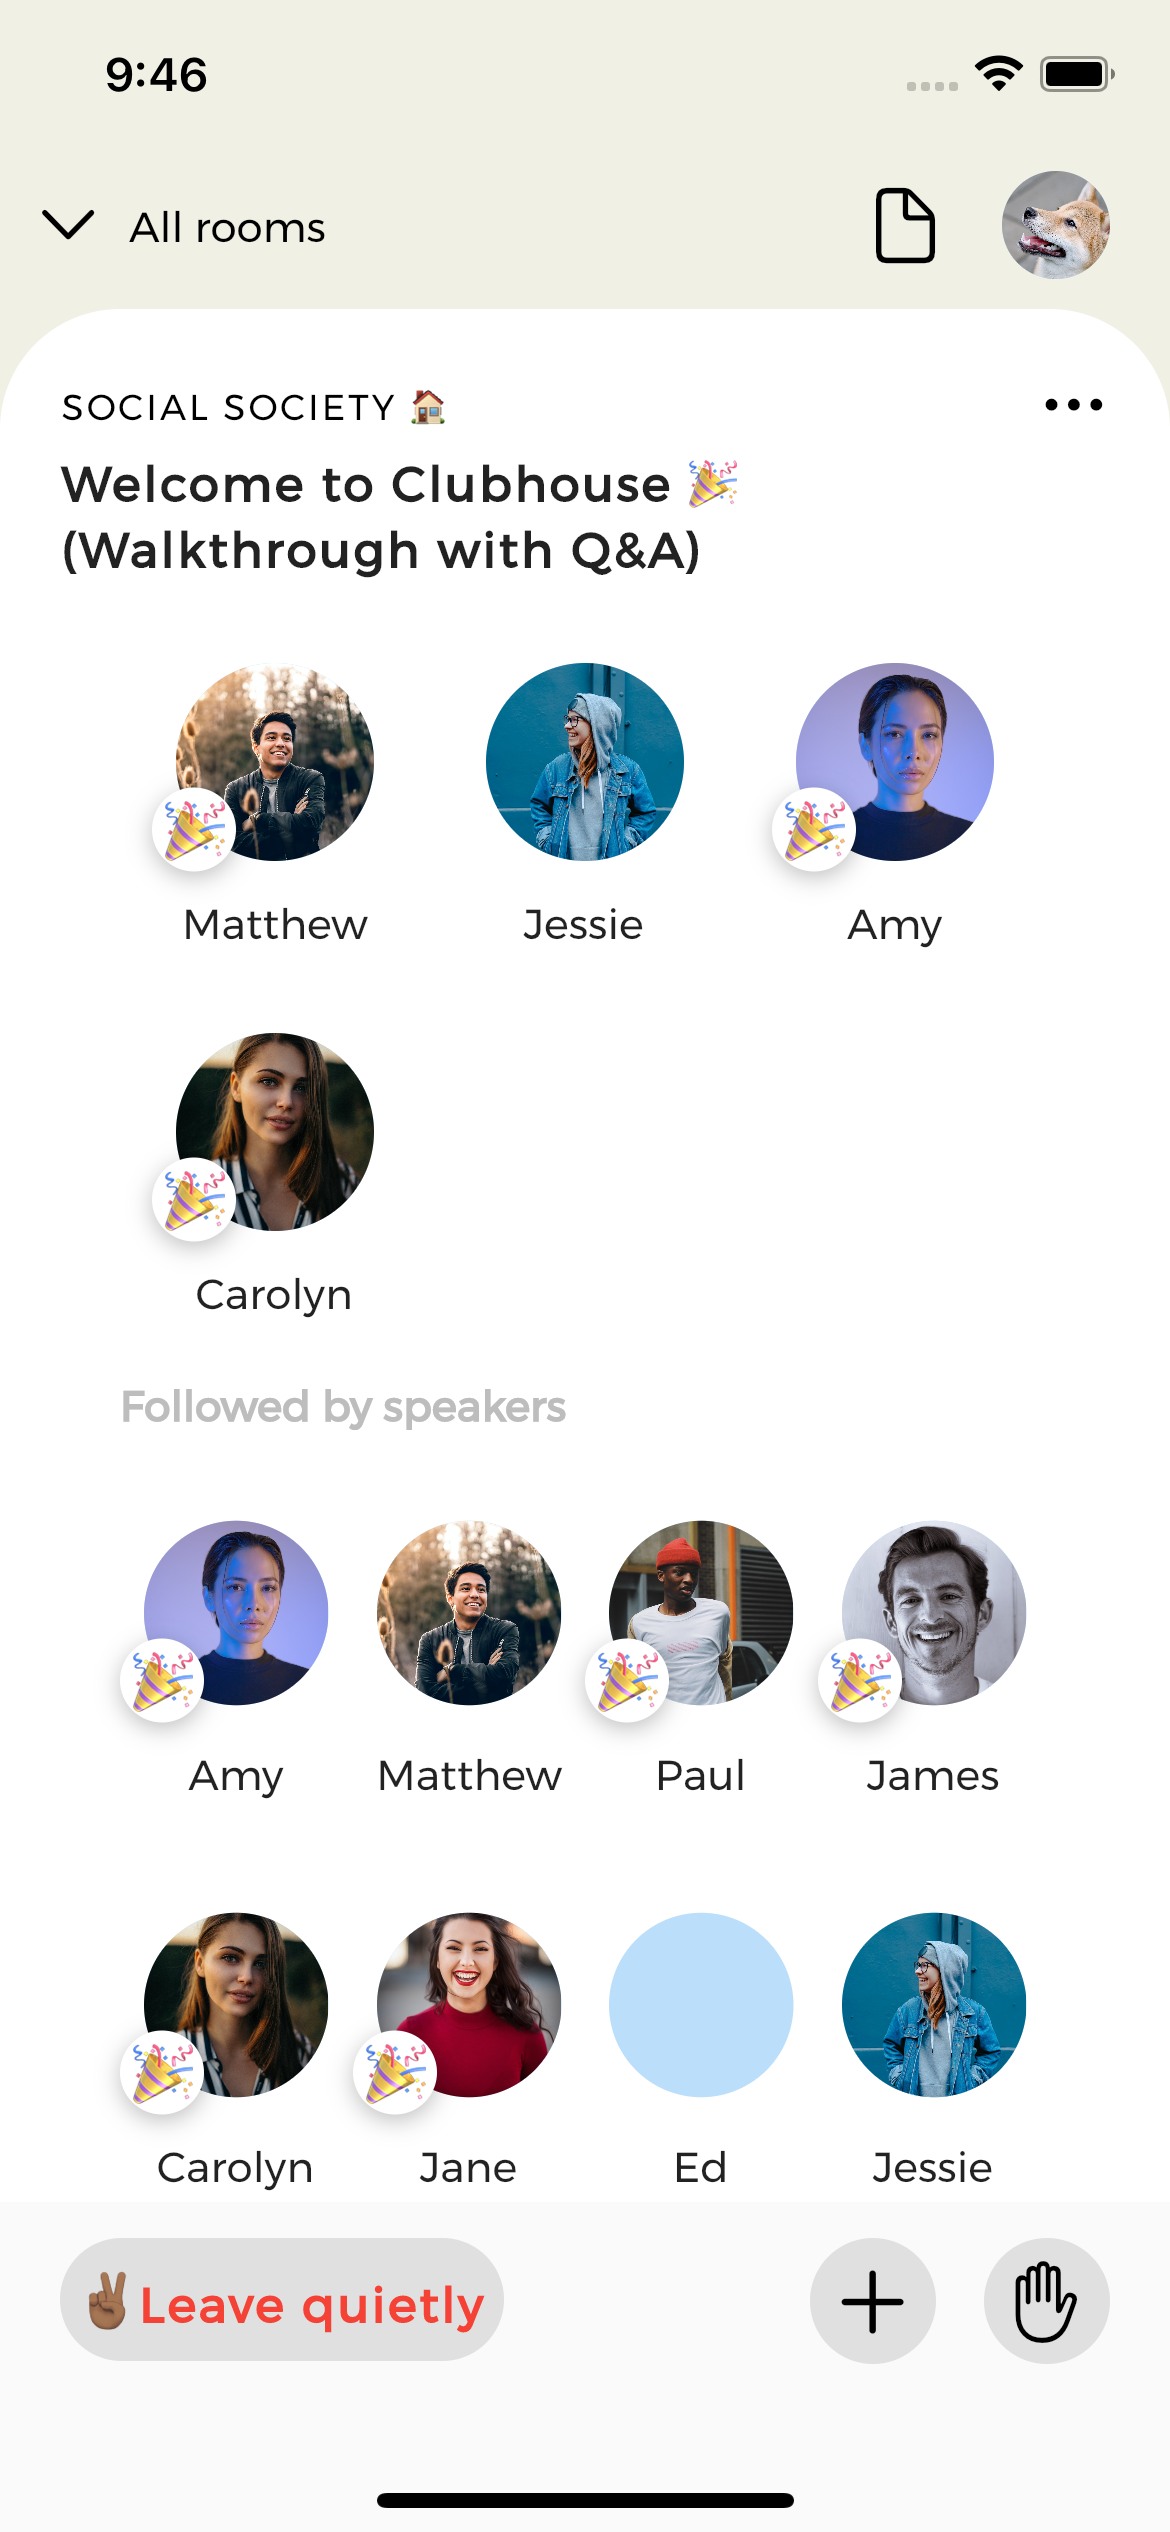 9:46
All rooms
SOCIAL SOCIETY 🏠
Welcome to Clubhouse 🎉
(Walkthrough with Q&A)
Matthew Jessie Amy
Carolyn
Followed by speakers
Amy Matthew Paul James
Carolyn Jane Ed Jessie
✌🏾Leave quietly